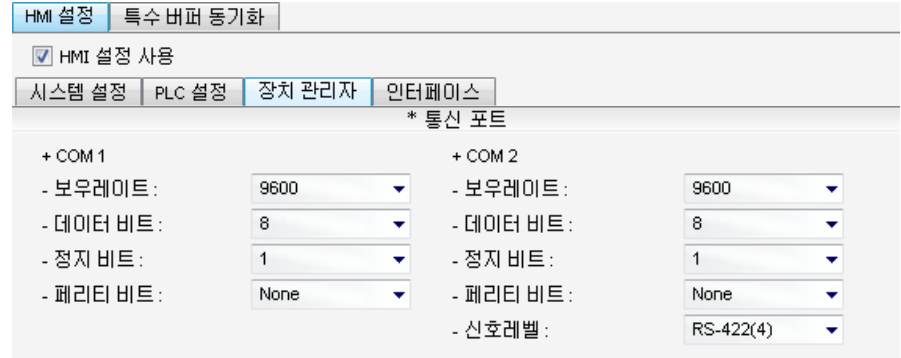 HMI 설정 특수 버퍼 동기화
HMI 설정 사용
시스템 설정 PLC 설정 장치 관리자 인터페이스
* 통신 포트
+ COM 1 + COM 2
- 보우레이트 : 9600 - 보우레이트 : 9600
- 데이터 비트 : 8 - 데이터 비트 : 8
- 정지 비트 : 1 - 정지 비트 : 1
- 페리티 비트 : None - 페리티 비트 : None
- 신호레벨 : RS-422(4)